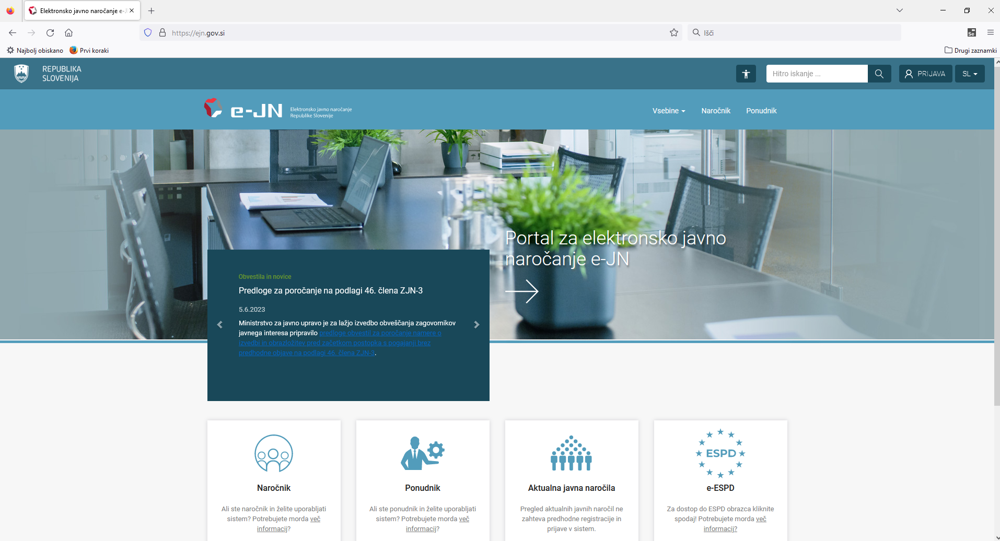 Elektronsko javno naročanje e-J
https://ejn.gov.si
Išči
Se
Najbolj obiskano
Prvi koraki
Drugi zaznamki
REPUBLIKA
SLOVENIJA
Hitro iskanje ...
PRIJAVA
SL
e-JN
Elektronsko javno naročanje
Republike Slovenije
Vsebine
Naročnik
Ponudnik
Portal za elektronsko javno
naročanje e-JN
Obvestila in novice
Predloge za poročanje na podlagi 46. člena ZJN-3
5.6.2023
Ministrstvo za javno upravo je za lažjo izvedbo obveščanja zagovornikov
javnega interesa pripravilo predloge obvestil za poročanje namere o
izvedbi in obrazložitev pred začetkom postopka s pogajanji brez
predhodne objave na podlagi 46. člena ZJN-3.
Naročnik
Ali ste naročnik in želite uporabljati
sistem? Potrebujete morda več
informacij?
Ponudnik
Ali ste ponudnik in želite uporabljati
sistem? Potrebujete morda več
informacij?
Aktualna javna naročila
Pregled aktualnih javnih naročil ne
zahteva predhodne registracije in
prijave v sistem.
ESPD
e-ESPD
Za dostop do ESPD obrazca kliknite
spodaj! Potrebujete morda več
informacij?